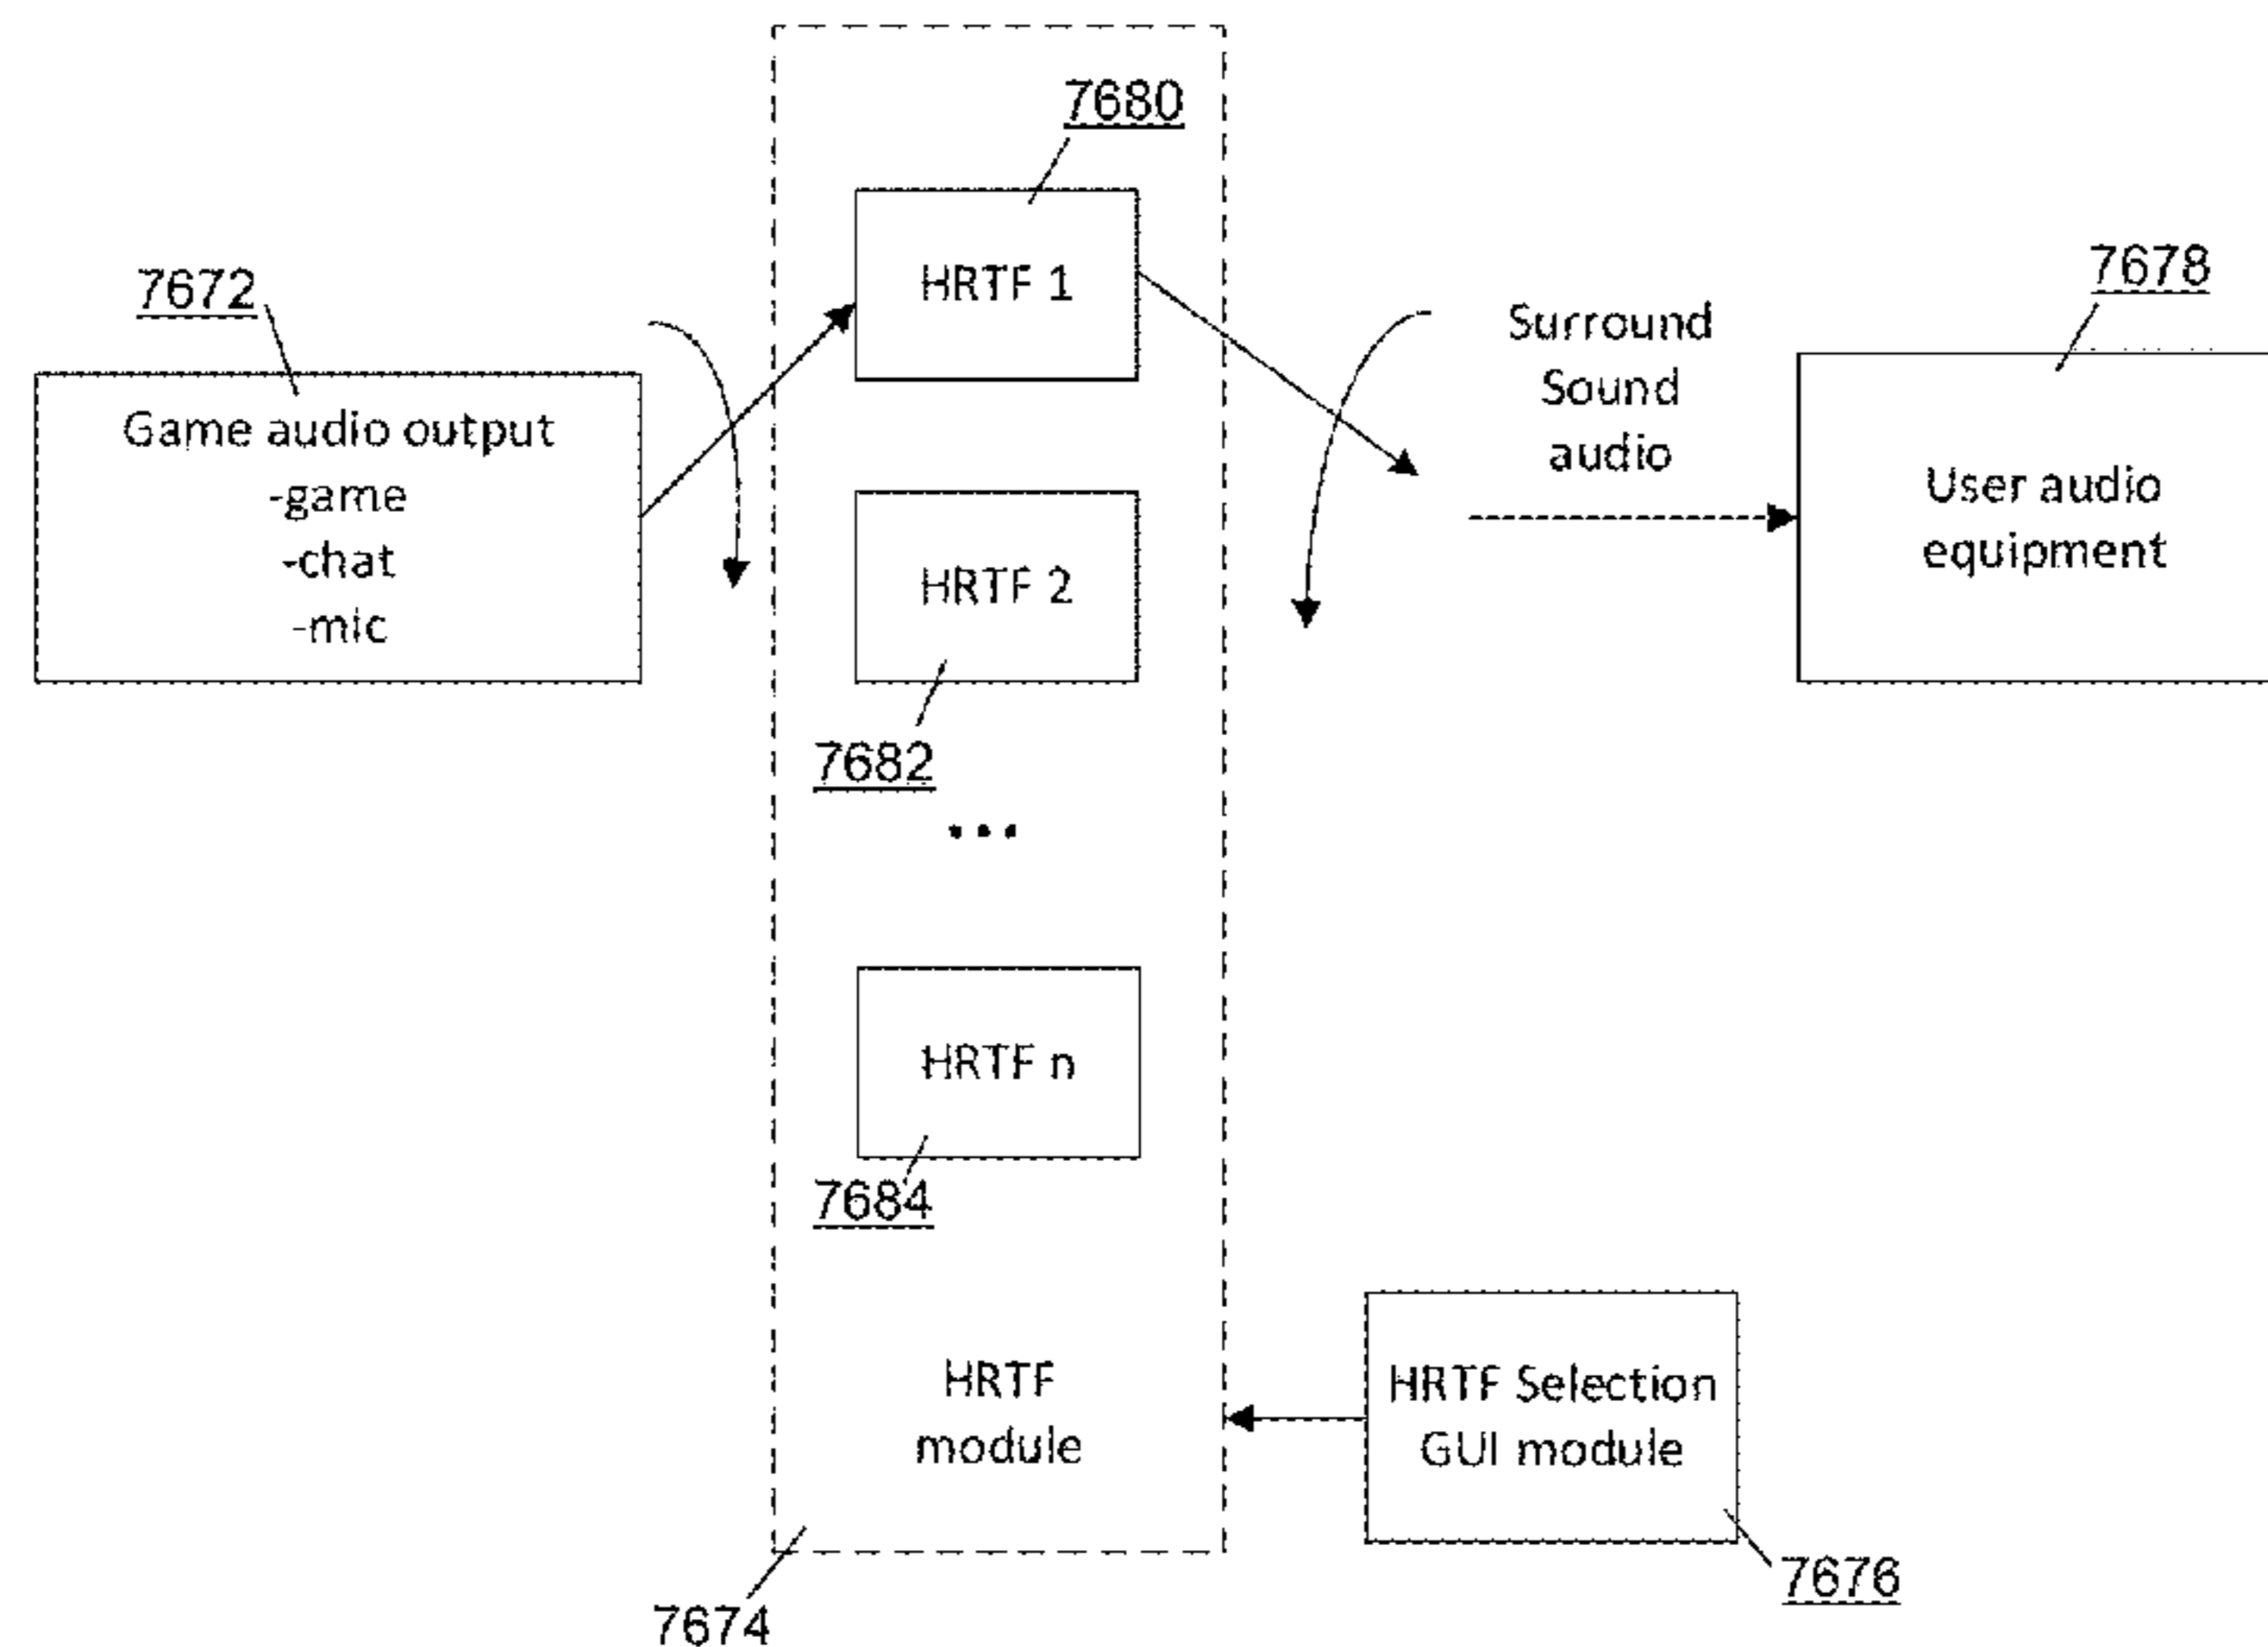 7680
HRTF 1
7672
Game audio output
-game
-chat
-mic
HRTF 2
7682
...
HRTF n
7684
HRTF
module
7674
Surround
Sound
audio
7678
User audio
equipment
HRTF Selection
GUI module
7676